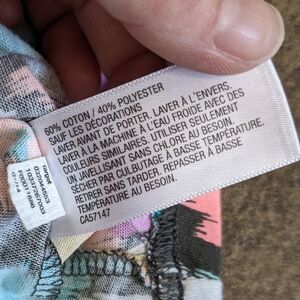 60% COTON / 40% POLYESTER
SAUF LES DÉCORATIONS
LAVER AVANT DE PORTER. LAVER À L'ENVERS.
LAVER À LA MACHINE À L'EAU FROIDE AVEC DES
COULEURS SIMILAIRES. UTILISER SEULEMENT
UN JAVELLISANT SANS CHLORE AU BESOIN.
SÉCHER PAR CULBUTAGE À BASSE TEMPÉRATURE.
RETIRER SANS TARDER. REPASSER À BASSE
TEMPÉRATURE AU BESOIN.
CA57147